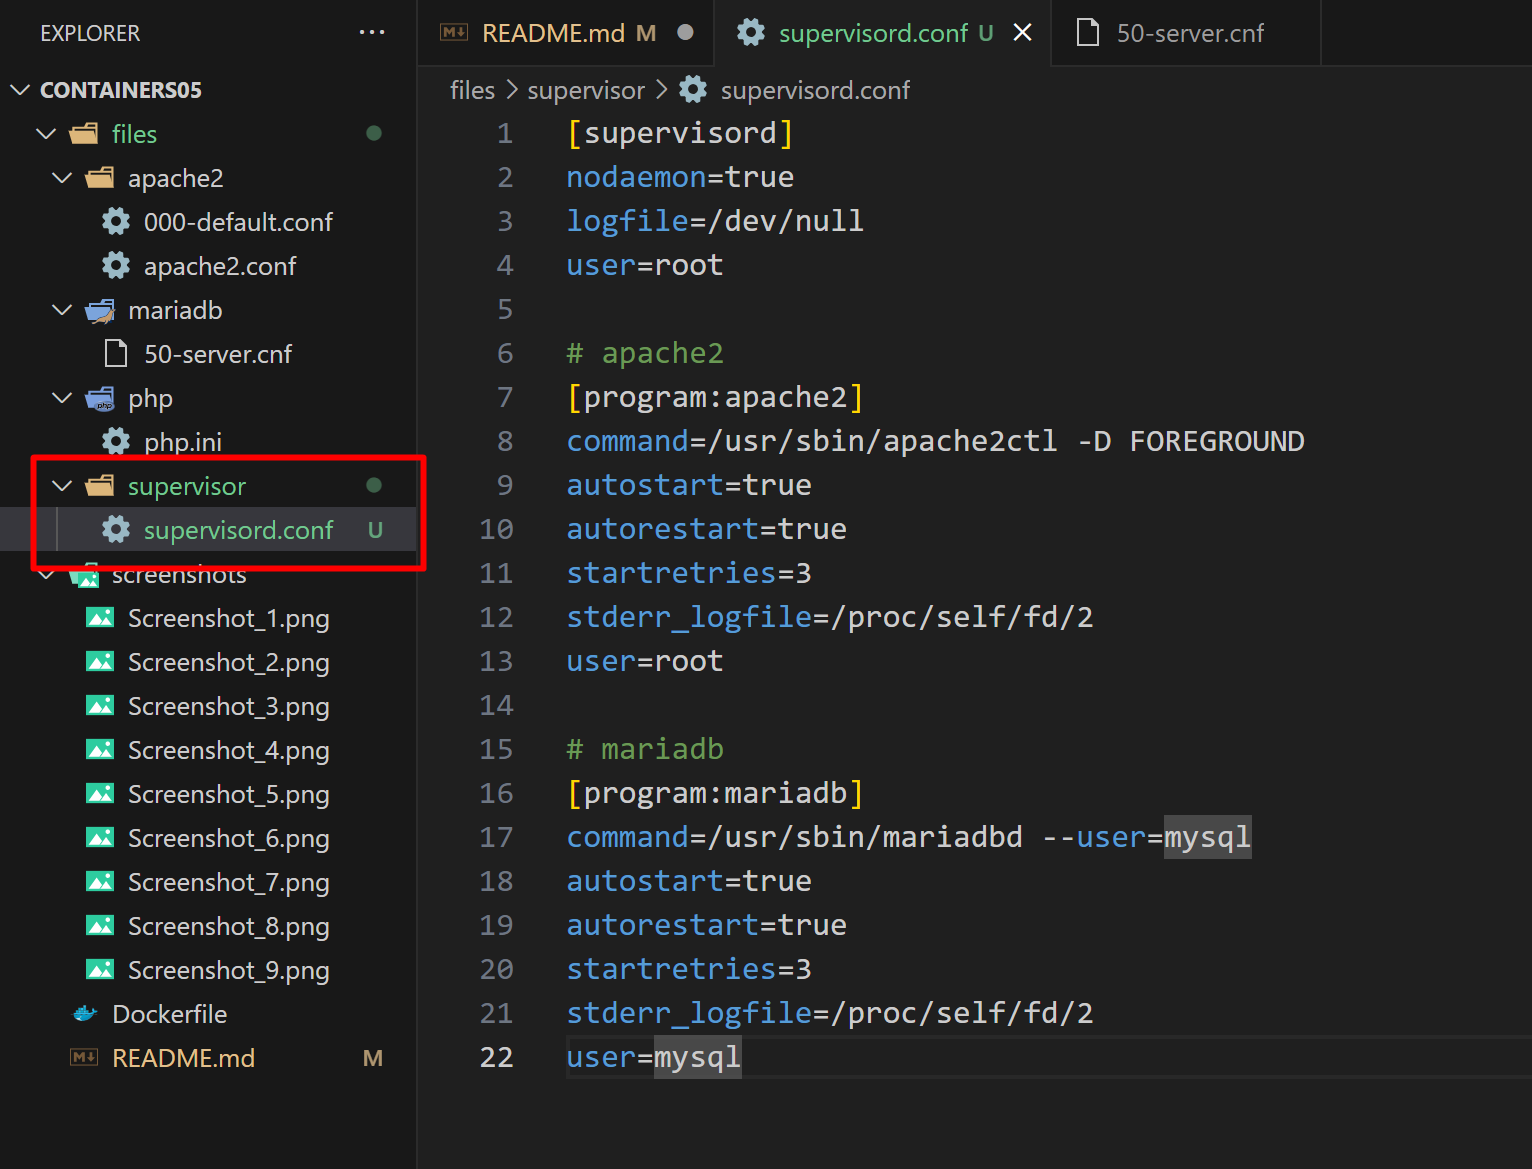 EXPLORER ···
CONTAINERS05
files
apache2
000-default.conf
apache2.conf
mariadb
50-server.cnf
php
php
php.ini
supervisor
supervisord.conf U
screenshots
Screenshot_1.png
Screenshot_2.png
Screenshot_3.png
Screenshot_4.png
Screenshot_5.png
Screenshot_6.png
Screenshot_7.png
Screenshot_8.png
Screenshot_9.png
Dockerfile
M README.md M
M README.md M
supervisord.conf U
50-server.cnf
files > supervisor > supervisord.conf
1 [supervisord]
2 nodaemon=true
3 logfile=/dev/null
4 user=root
5
6 # apache2
7 [program:apache2]
8 command=/usr/sbin/apache2ctl -D FOREGROUND
9 autostart=true
10 autorestart=true
11 startretries=3
12 stderr_logfile=/proc/self/fd/2
13 user=root
14
15 # mariadb
16 [program:mariadb]
17 command=/usr/sbin/mariadbd --user=mysql
18 autostart=true
19 autorestart=true
20 startretries=3
21 stderr_logfile=/proc/self/fd/2
22 user=mysql